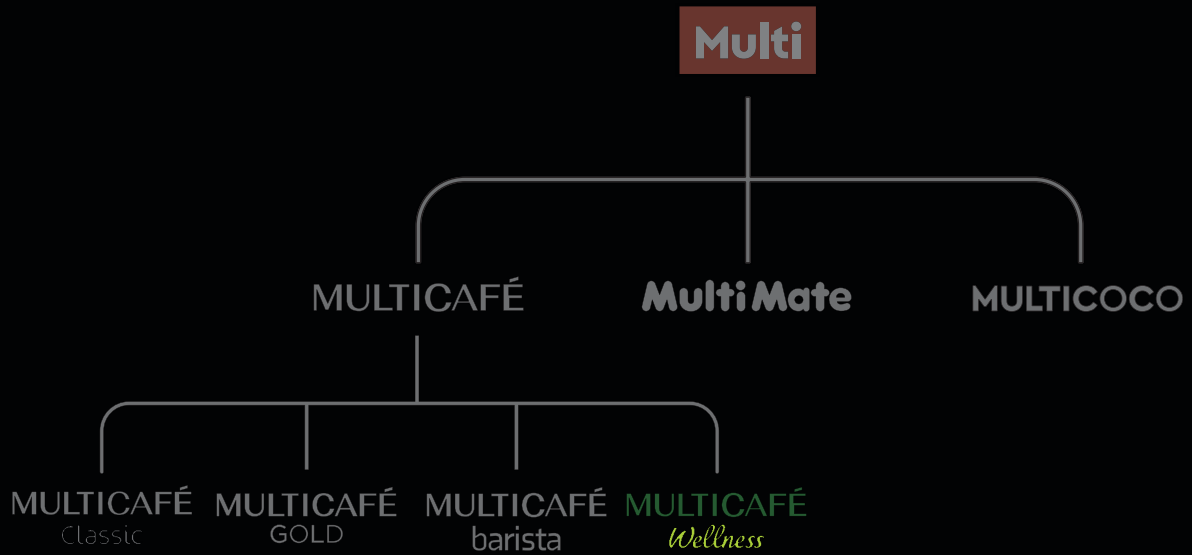 Multi
MULTICAFÉ
MultiMate
MULTICOCO
MULTICAFÉ
Classic
MULTICAFÉ
GOLD
MULTICAFÉ
barista
MULTICAFÉ
Wellness